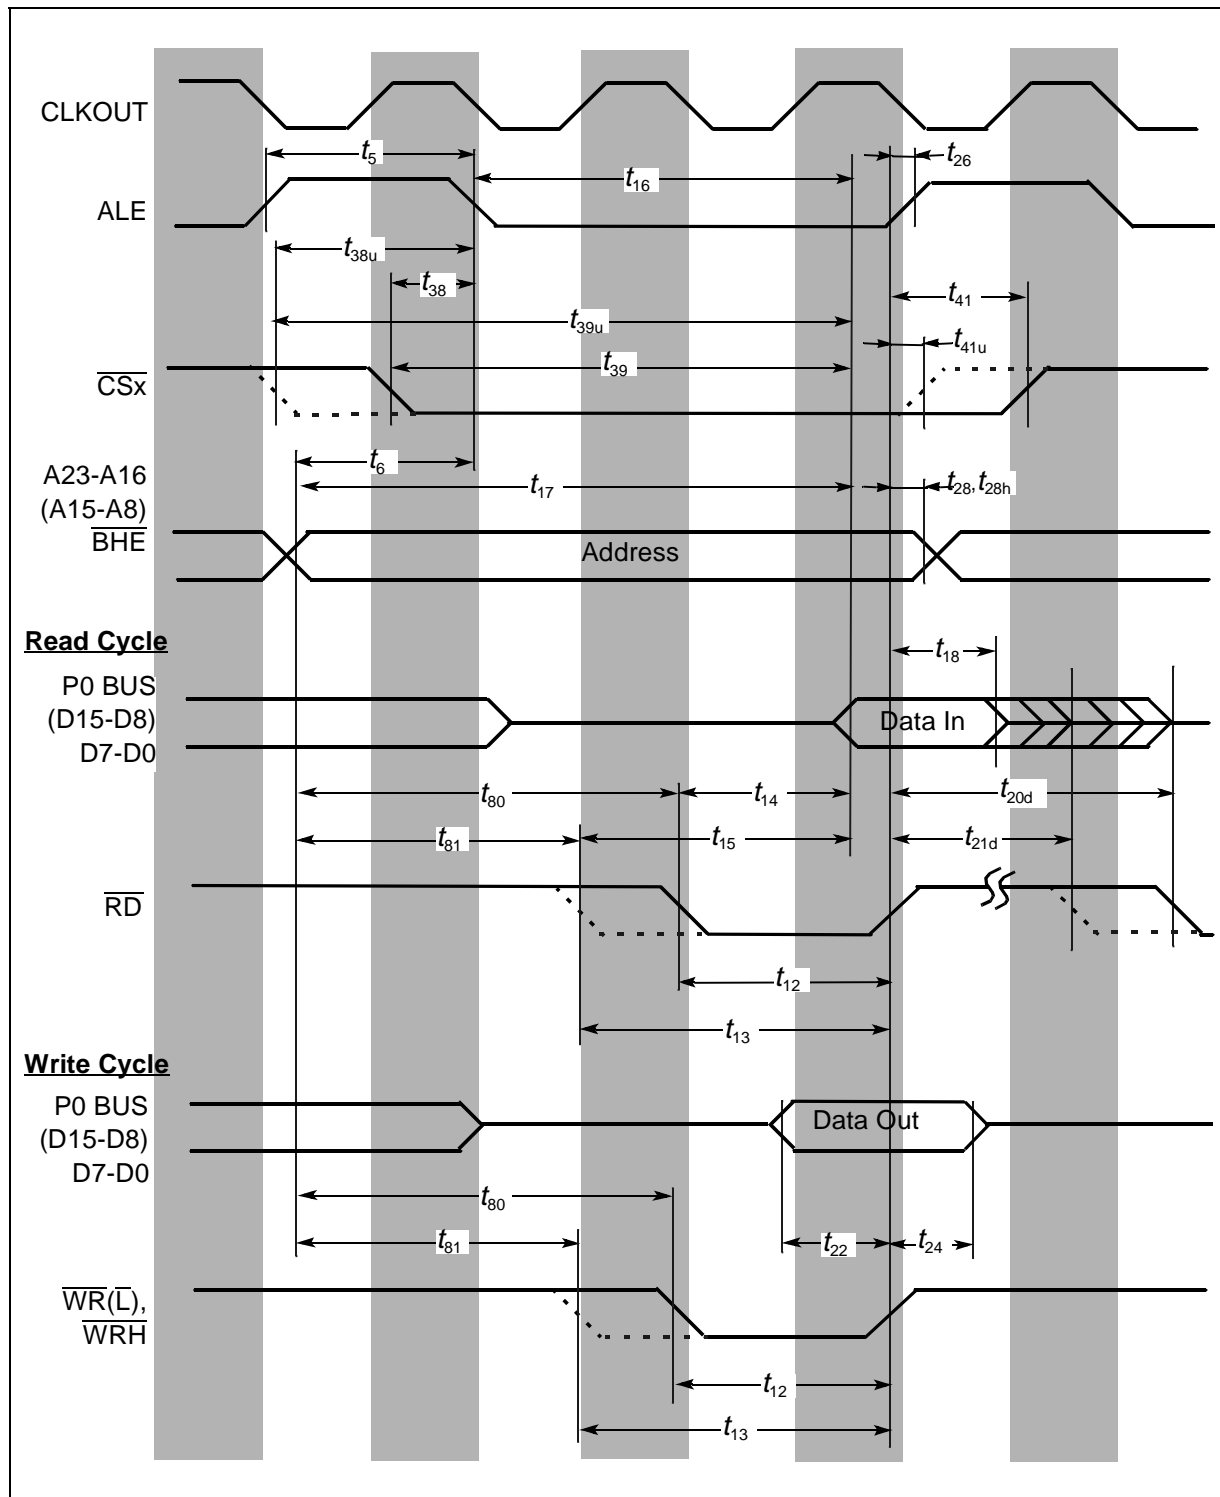 CLKOUT
t5
t26
t16
ALE
t38u
t38
t41
t39u
t41u
t39
CSx
t6
A23-A16
t17
t28, t28h
(A15-A8)
BHE
Address
Read Cycle
t18
P0 BUS
(D15-D8)
Data In
D7-D0
t80
t14
t20d
t81
t15
t21d
RD
t12
t13
Write Cycle
P0 BUS
Data Out
(D15-D8)
D7-D0
t80
t81
t22
t24
WR(L),
WRH
t12
t13